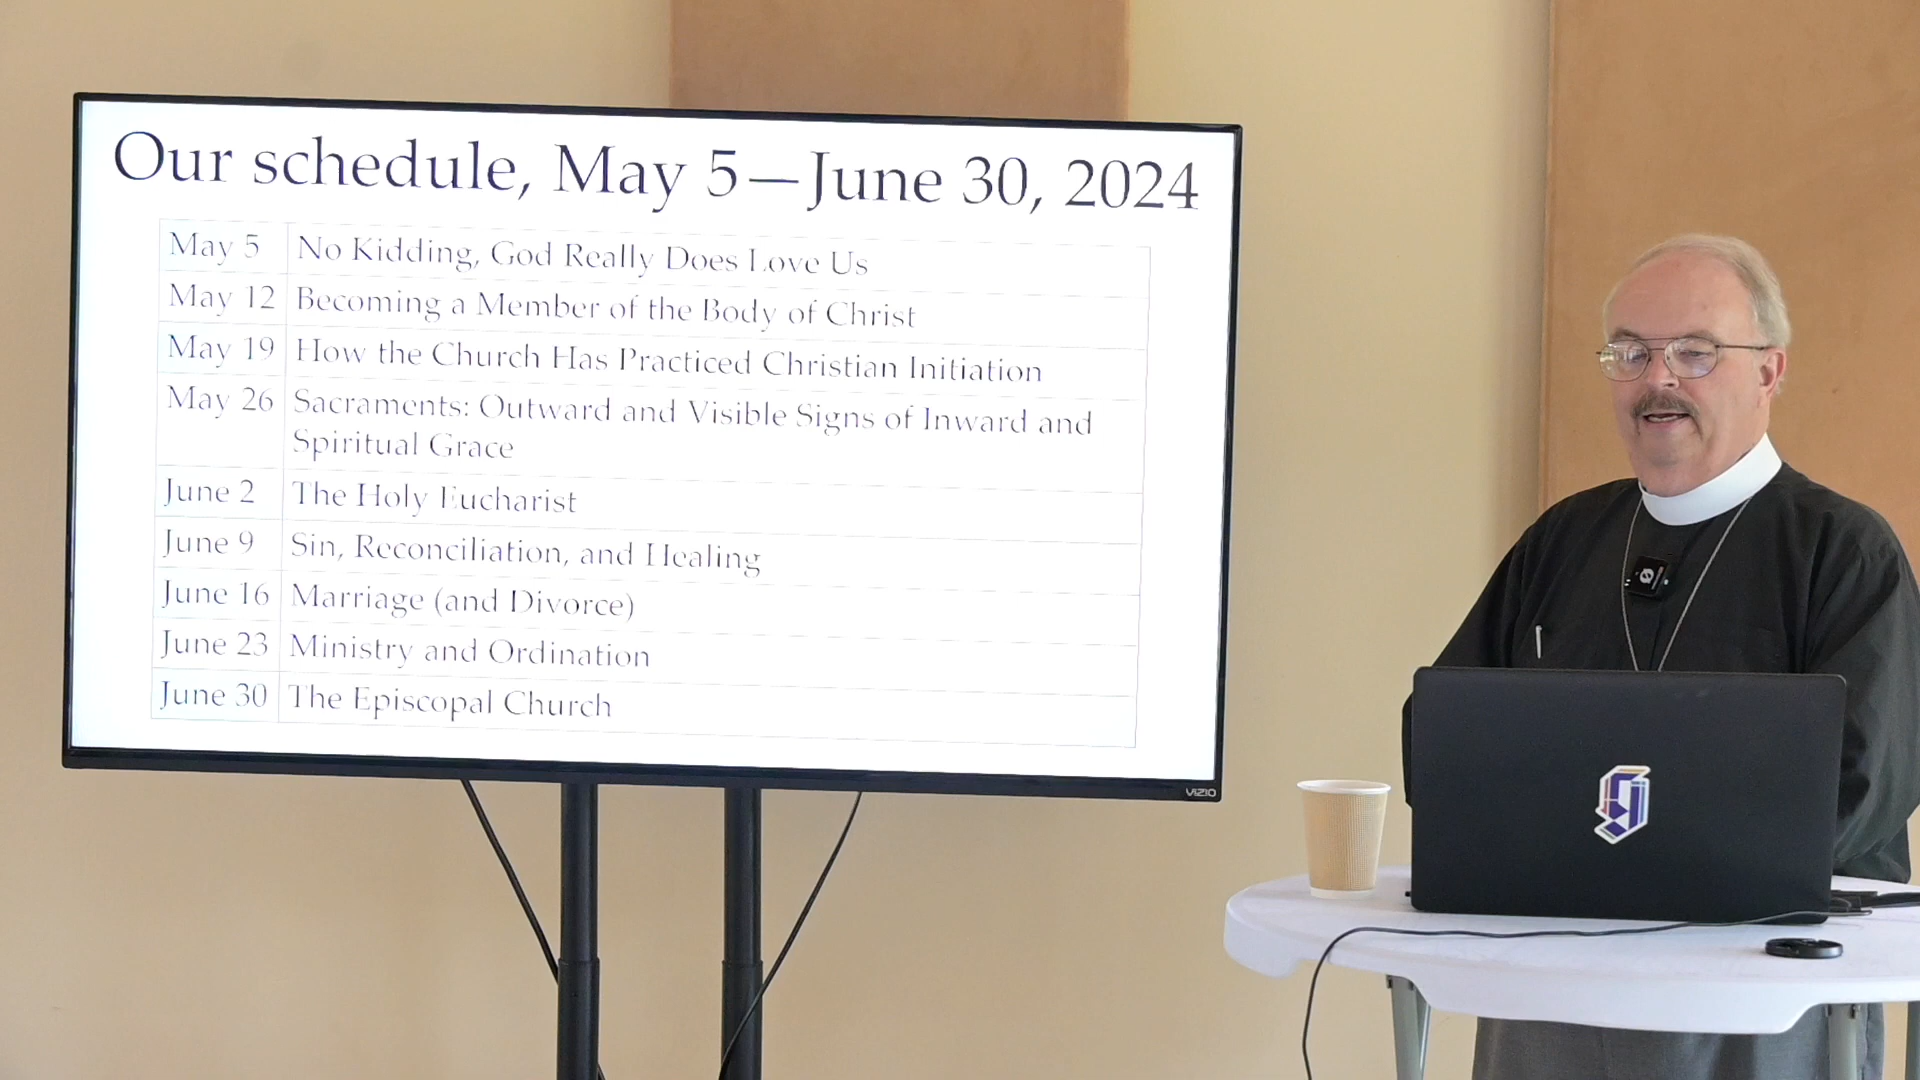 Our schedule, May 5—June 30, 2024
May 5 No Kidding, God Really Does Love Us
May 12 Becoming a Member of the Body of Christ
May 19 How the Church Has Practiced Christian Initiation
May 26 Sacraments: Outward and Visible Signs of Inward and
Spiritual Grace
June 2 The Holy Eucharist
June 9 Sin, Reconciliation, and Healing
June 16 Marriage (and Divorce)
June 23 Ministry and Ordination
June 30 The Episcopal Church
VIZIO